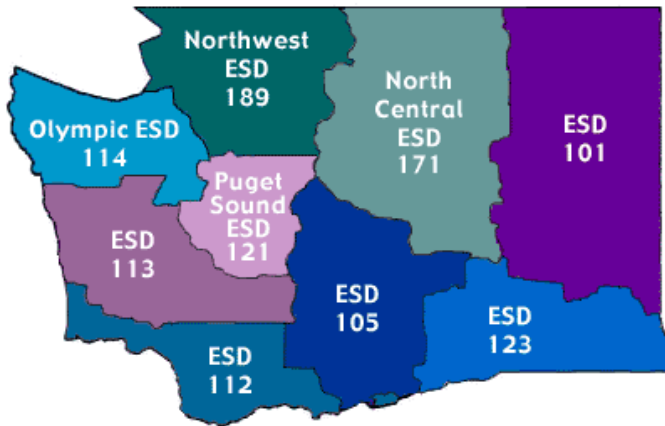 Northwest
ESD
189
North
Central
ESD
171
ESD
101
Olympic ESD
114
Puget
Sound
ESD
121
ESD
113
ESD
105
ESD
123
ESD
112